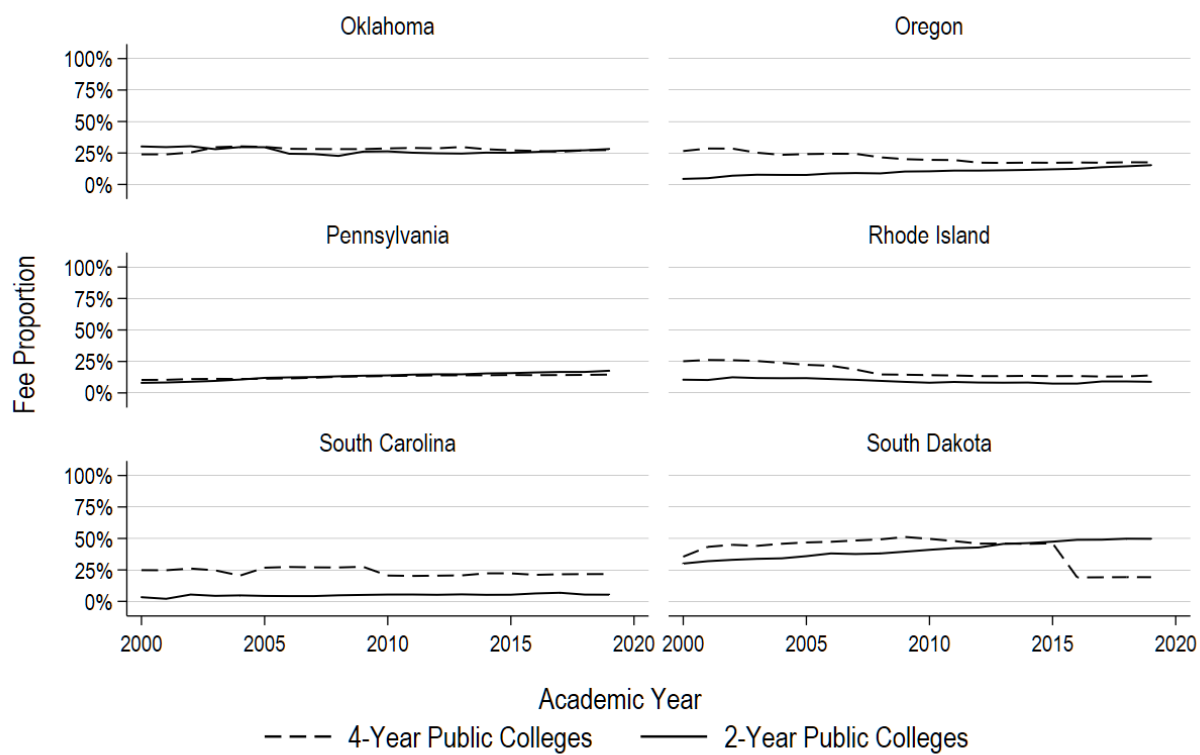 Oklahoma
Oregon
100%
75%
50%
25%
0%
Pennsylvania
Rhode Island
100%
75%
50%
25%
0%
Fee Proportion
South Carolina
South Dakota
100%
75%
50%
25%
0%
2000 2005 2010 2015 2020 2000 2005 2010 2015 2020
Academic Year
4-Year Public Colleges 2-Year Public Colleges